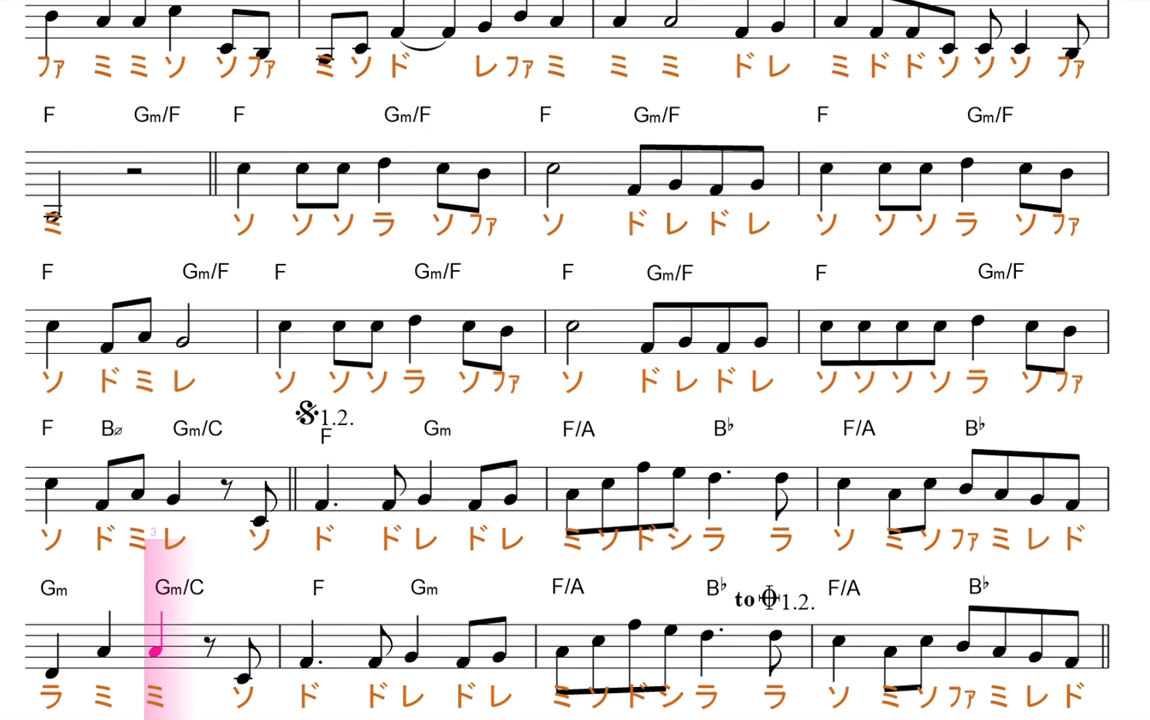 ファ ミ ミ ソ ソ ファ ミ ソ ド レ ファ ミ ミ ミ ド レ ミ ド ド ソ ソ ソ ファ
F Gm/F F Gm/F F Gm/F F Gm/F
ミ ソ ソ ソ ラ ソ ファ ソ ド レ ド レ ソ ソ ソ ラ ソ ファ
F Gm/F F Gm/F F Gm/F F Gm/F
ソ ド ミ レ ソ ソ ソ ラ ソ ファ ソ ド レ ド レ ソ ソ ソ ソ ラ ソ ファ
1.2.
F Bø Gm/C F Gm F/A B♭ F/A B♭
ソ ド ミ レ ソ ド ド レ ド レ ミ ソ ド シ ラ ラ ソ ミ ソ ファ ミ レ ド
3
Gm Gm/C F Gm F/A B♭ to 1.2. F/A B♭
ラ ミ ミ ソ ド ド レ ド レ ミ ソ ド シ ラ ラ ソ ミ ソ ファ ミ レ ド